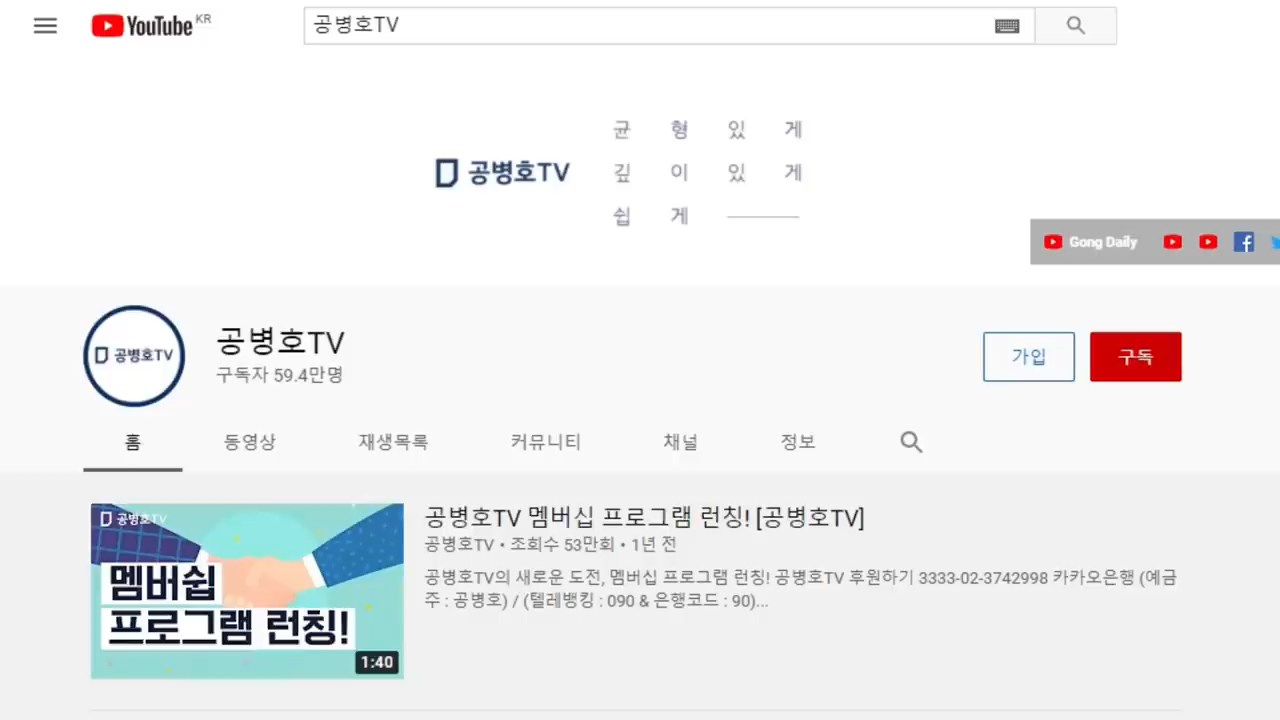 YouTube KR
공병호TV
균 형 있 게
공병호TV
깊 이 있 게
쉽 게
Gong Daily
공병호TV
공병호TV
구독자 59.4만명
가입
구독
홈 동영상 재생목록 커뮤니티 채널 정보
공병호TV
멤버쉽
프로그램 런칭!
1:40
공병호TV 멤버십 프로그램 런칭! [공병호TV]
공병호TV • 조회수 53만회 • 1년 전
공병호TV의 새로운 도전, 멤버십 프로그램 런칭! 공병호TV 후원하기 3333-02-3742998 카카오은행 (예금
주 : 공병호) / (텔레뱅킹 : 090 & 은행코드 : 90)...